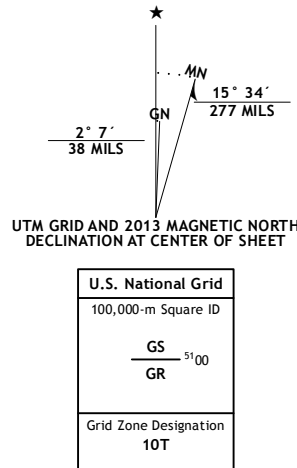 ★
MN
GN
15° 34´
277 MILS
2° 7´
38 MILS
UTM GRID AND 2013 MAGNETIC NORTH
DECLINATION AT CENTER OF SHEET
U.S. National Grid
100,000-m Square ID
GS
5100
GR
Grid Zone Designation
10T